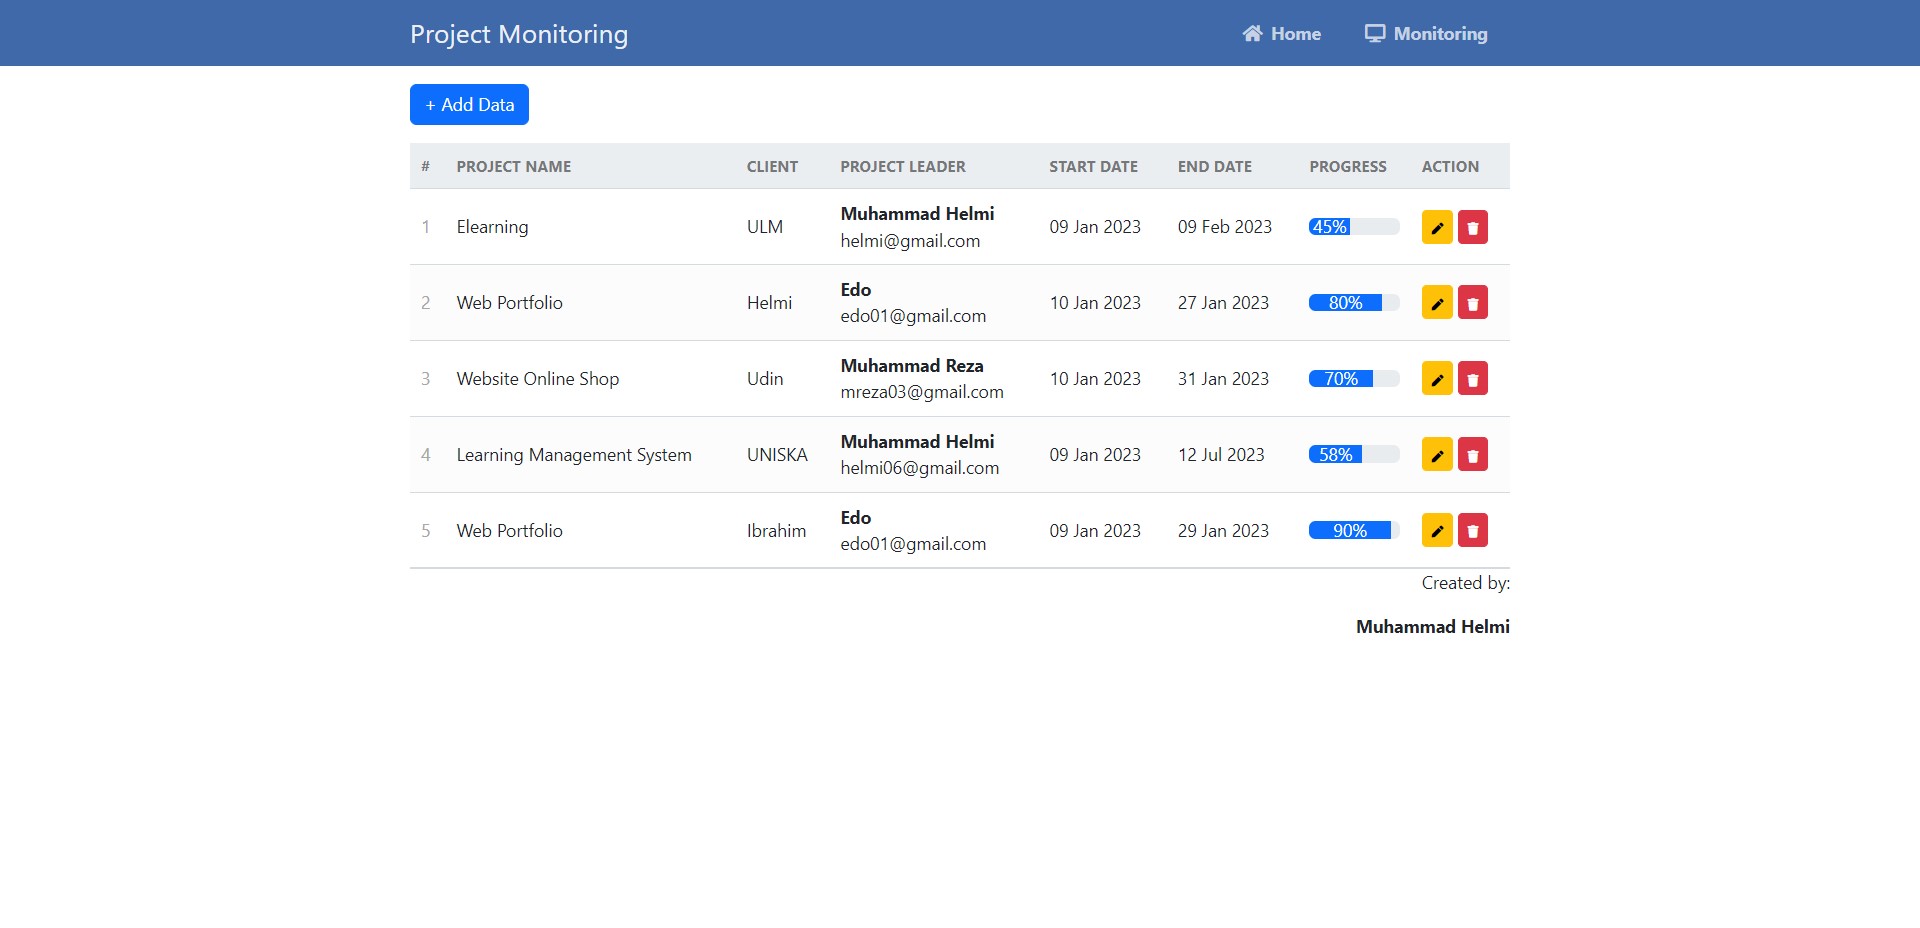 Project Monitoring Home Monitoring
+ Add Data
# PROJECT NAME CLIENT PROJECT LEADER START DATE END DATE PROGRESS ACTION
1 Elearning ULM Muhammad Helmi helmi@gmail.com 09 Jan 2023 09 Feb 2023 45%
2 Web Portfolio Helmi Edo edo01@gmail.com 10 Jan 2023 27 Jan 2023 80%
3 Website Online Shop Udin Muhammad Reza mreza03@gmail.com 10 Jan 2023 31 Jan 2023 70%
4 Learning Management System UNISKA Muhammad Helmi helmi06@gmail.com 09 Jan 2023 12 Jul 2023 58%
5 Web Portfolio Ibrahim Edo edo01@gmail.com 09 Jan 2023 29 Jan 2023 90%
Created by:
Muhammad Helmi